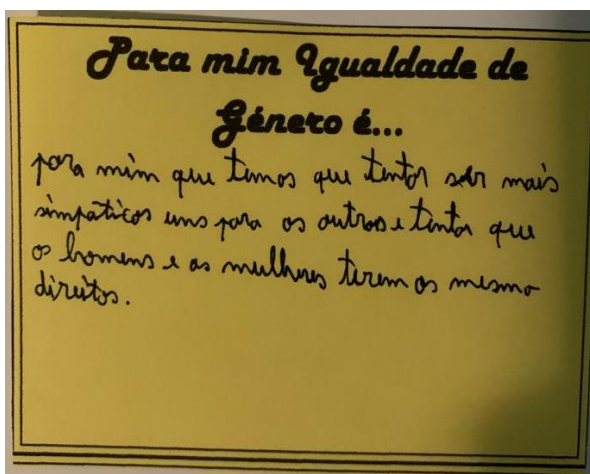 Para mim Igualdade de
Género é...
para mim que temos que tentar ser mais
simpáticos uns para os outros e tentar que
os homens e as mulheres terem os mesmo
direitos.